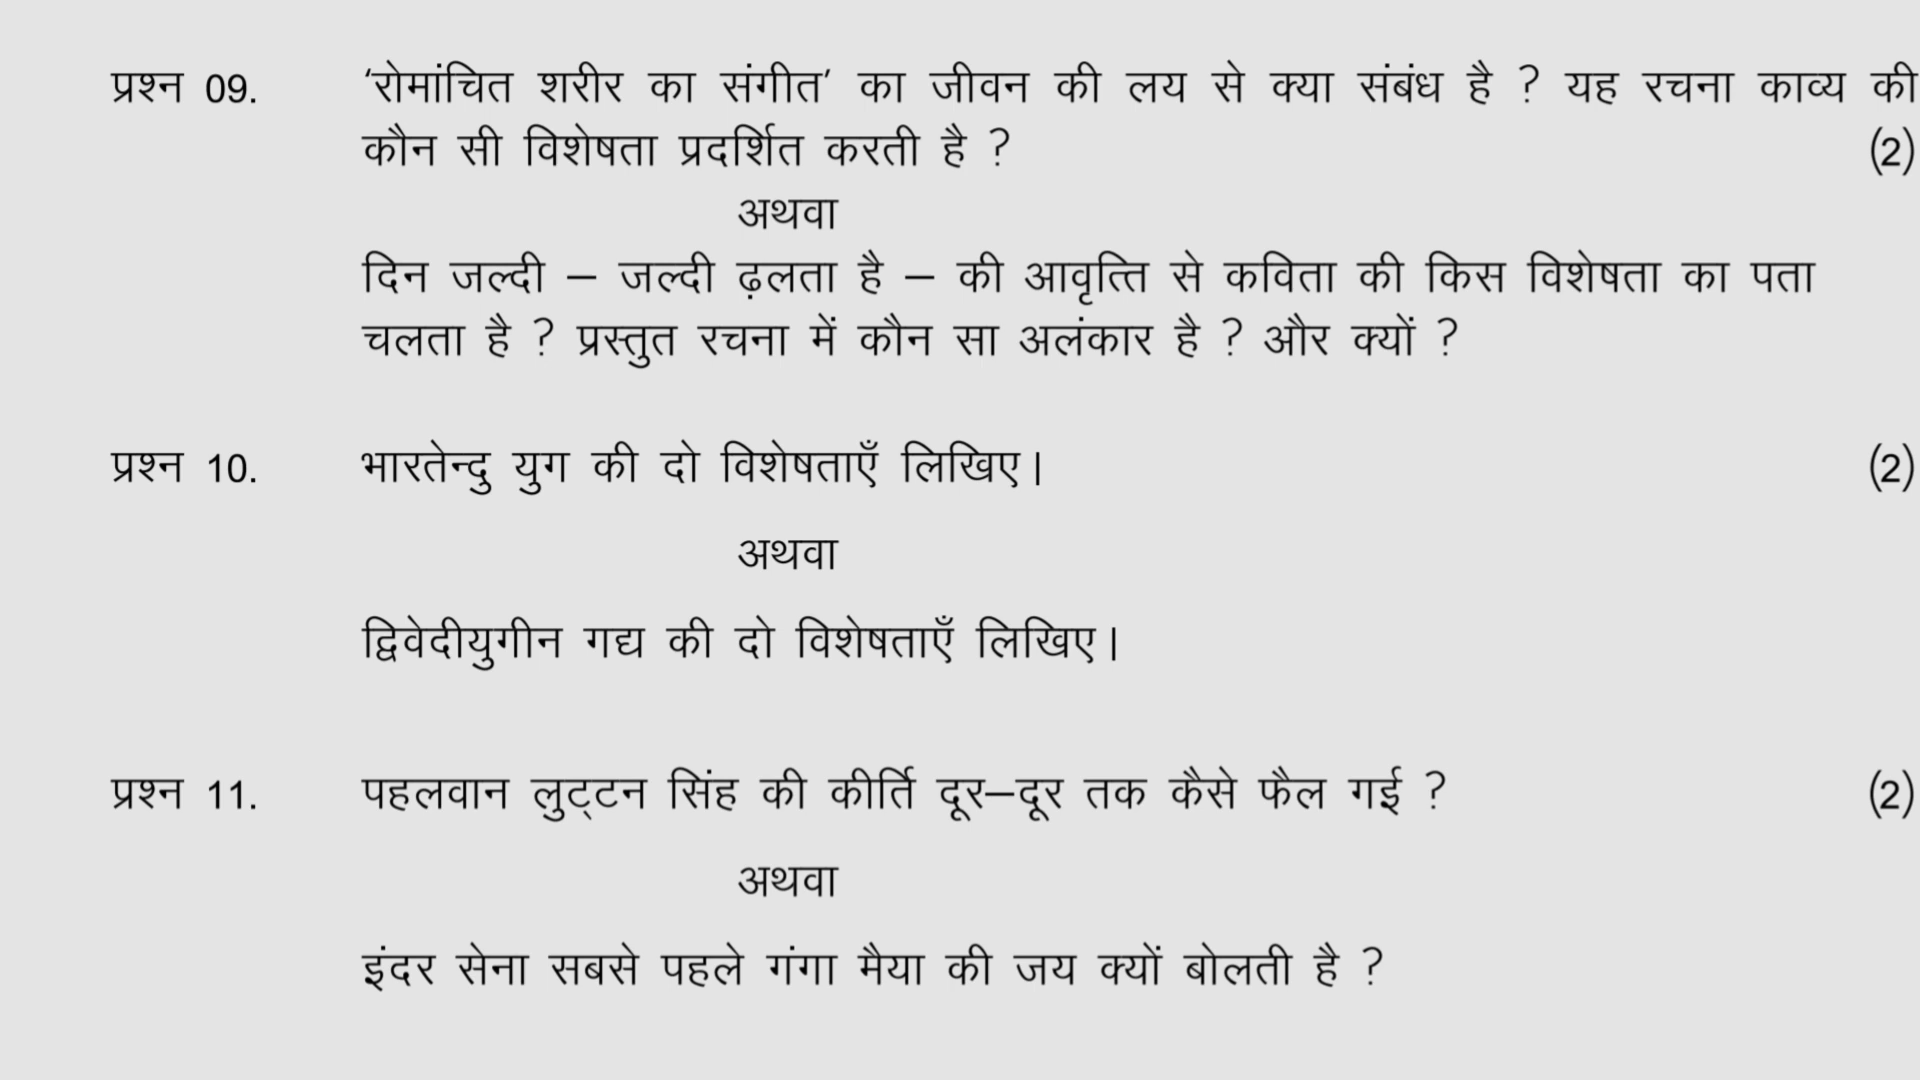 प्रश्न 09. ‘रोमांचित शरीर का संगीत’ का जीवन की लय से क्या संबंध है ? यह रचना काव्य की
कौन सी विशेषता प्रदर्शित करती है ? (2)
अथवा
दिन जल्दी – जल्दी ढ़लता है – की आवृत्ति से कविता की किस विशेषता का पता
चलता है ? प्रस्तुत रचना में कौन सा अलंकार है ? और क्यों ?
प्रश्न 10. भारतेन्दु युग की दो विशेषताएँ लिखिए। (2)
अथवा
द्विवेदीयुगीन गद्य की दो विशेषताएँ लिखिए।
प्रश्न 11. पहलवान लुट्टन सिंह की कीर्ति दूर–दूर तक कैसे फैल गई ? (2)
अथवा
इंदर सेना सबसे पहले गंगा मैया की जय क्यों बोलती है ?